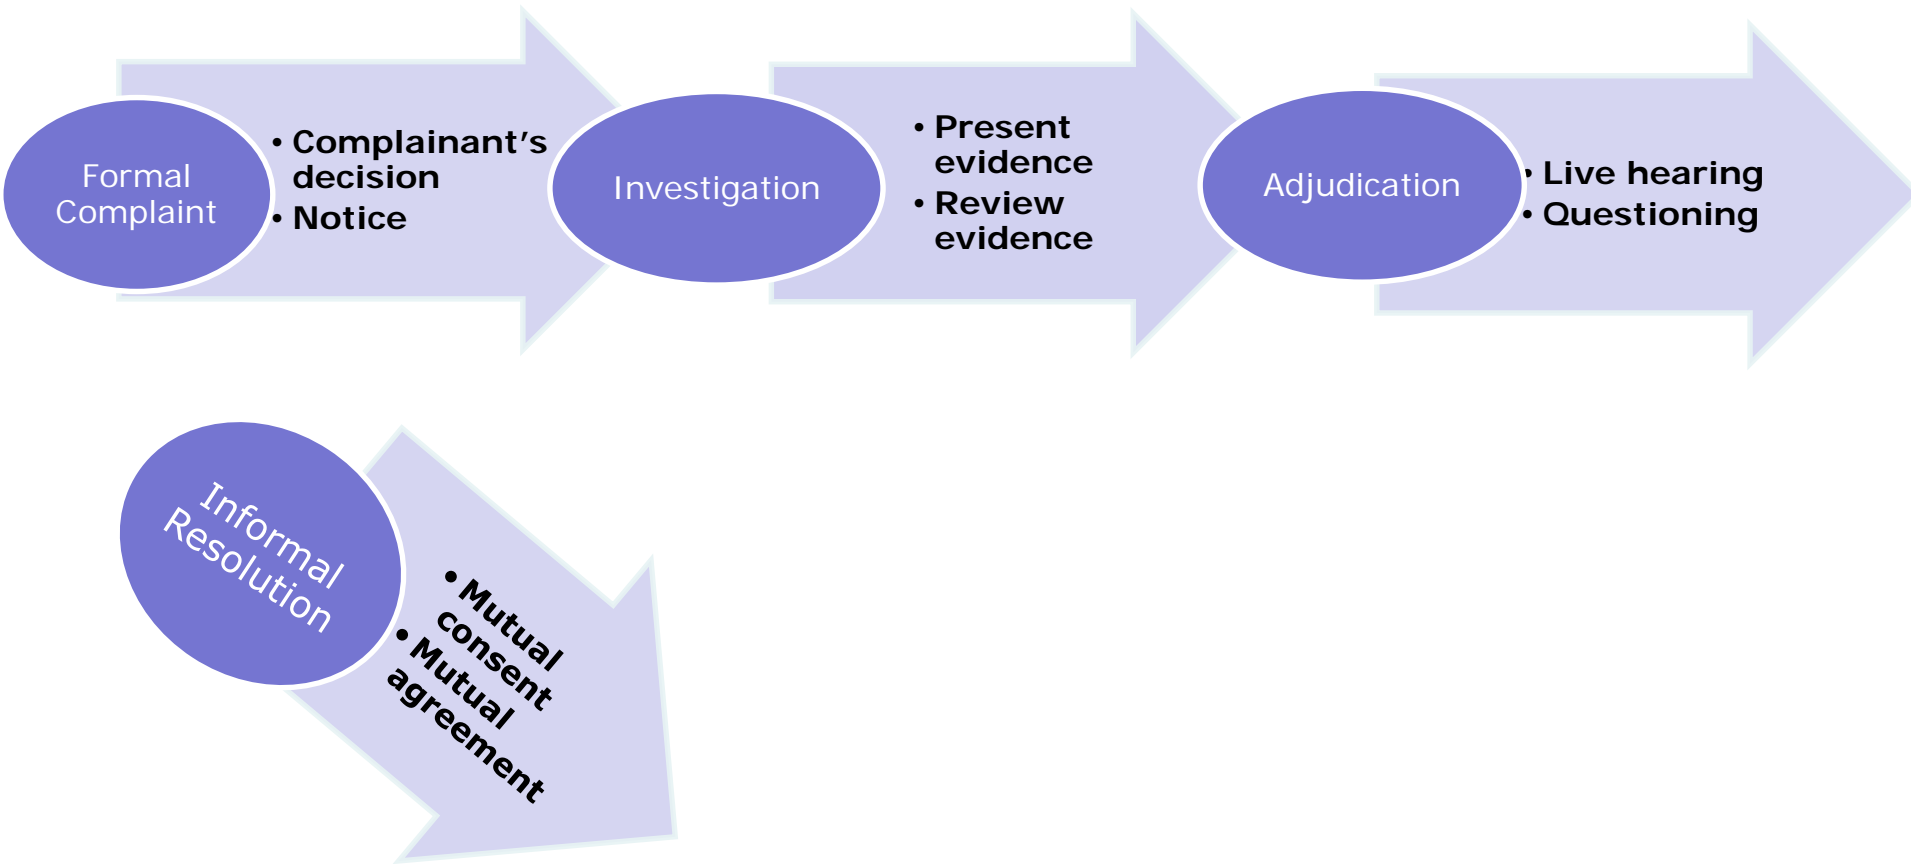 Formal
Complaint
• Complainant's
decision
• Notice
Investigation
• Present
evidence
• Review
evidence
Adjudication
• Live hearing
• Questioning
Informal
Resolution
• Mutual
consent
• Mutual
agreement